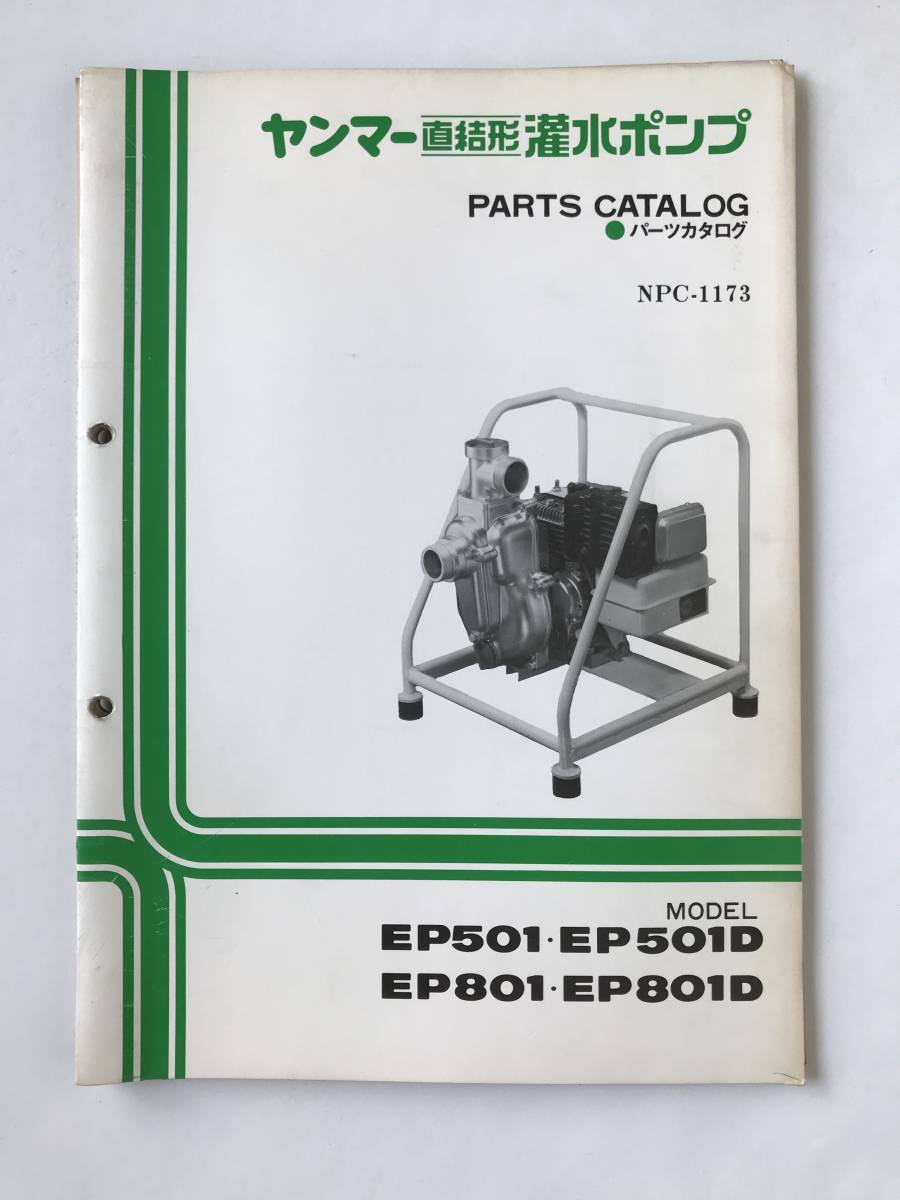 ヤンマー直結形灌水ポンプ
PARTS CATALOG
●パーツカタログ
NPC-1173
MODEL
EP501・EP501D
EP801・EP801D